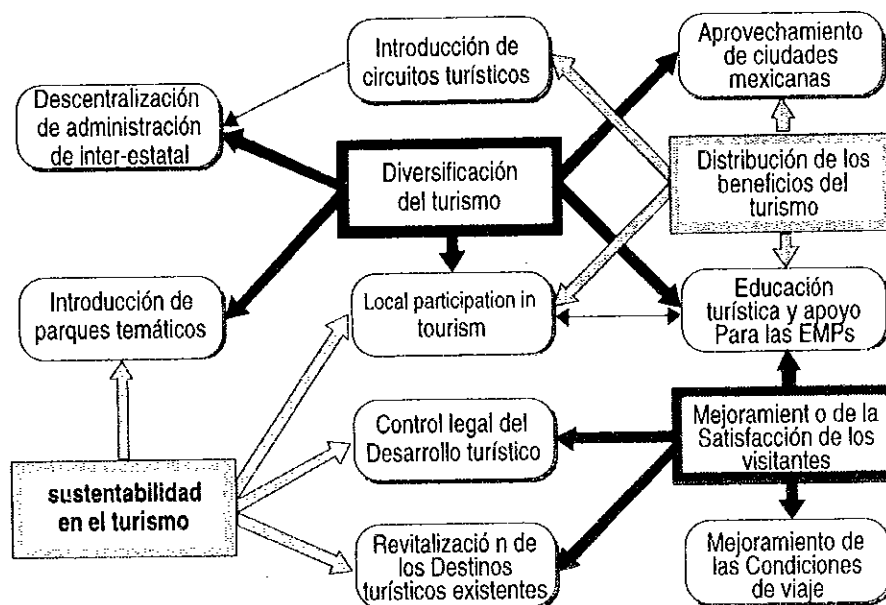 Introducción de
circuitos turísticos
Aprovechamiento
de ciudades
mexicanas
Descentralización
de administración
de inter-estatal
Diversificación
del turismo
Distribución de los
beneficios del
turismo
Introducción de
parques temáticos
Local participation in
tourism
Educación
turística y apoyo
Para las EMPs
Control legal del
Desarrollo turístico
Mejoramient o de la
Satisfacción de los
visitantes
sustentabilidad
en el turismo
Revitalizació n de
los Destinos
turísticos existentes
Mejoramiento de
las Condiciones
de viaje